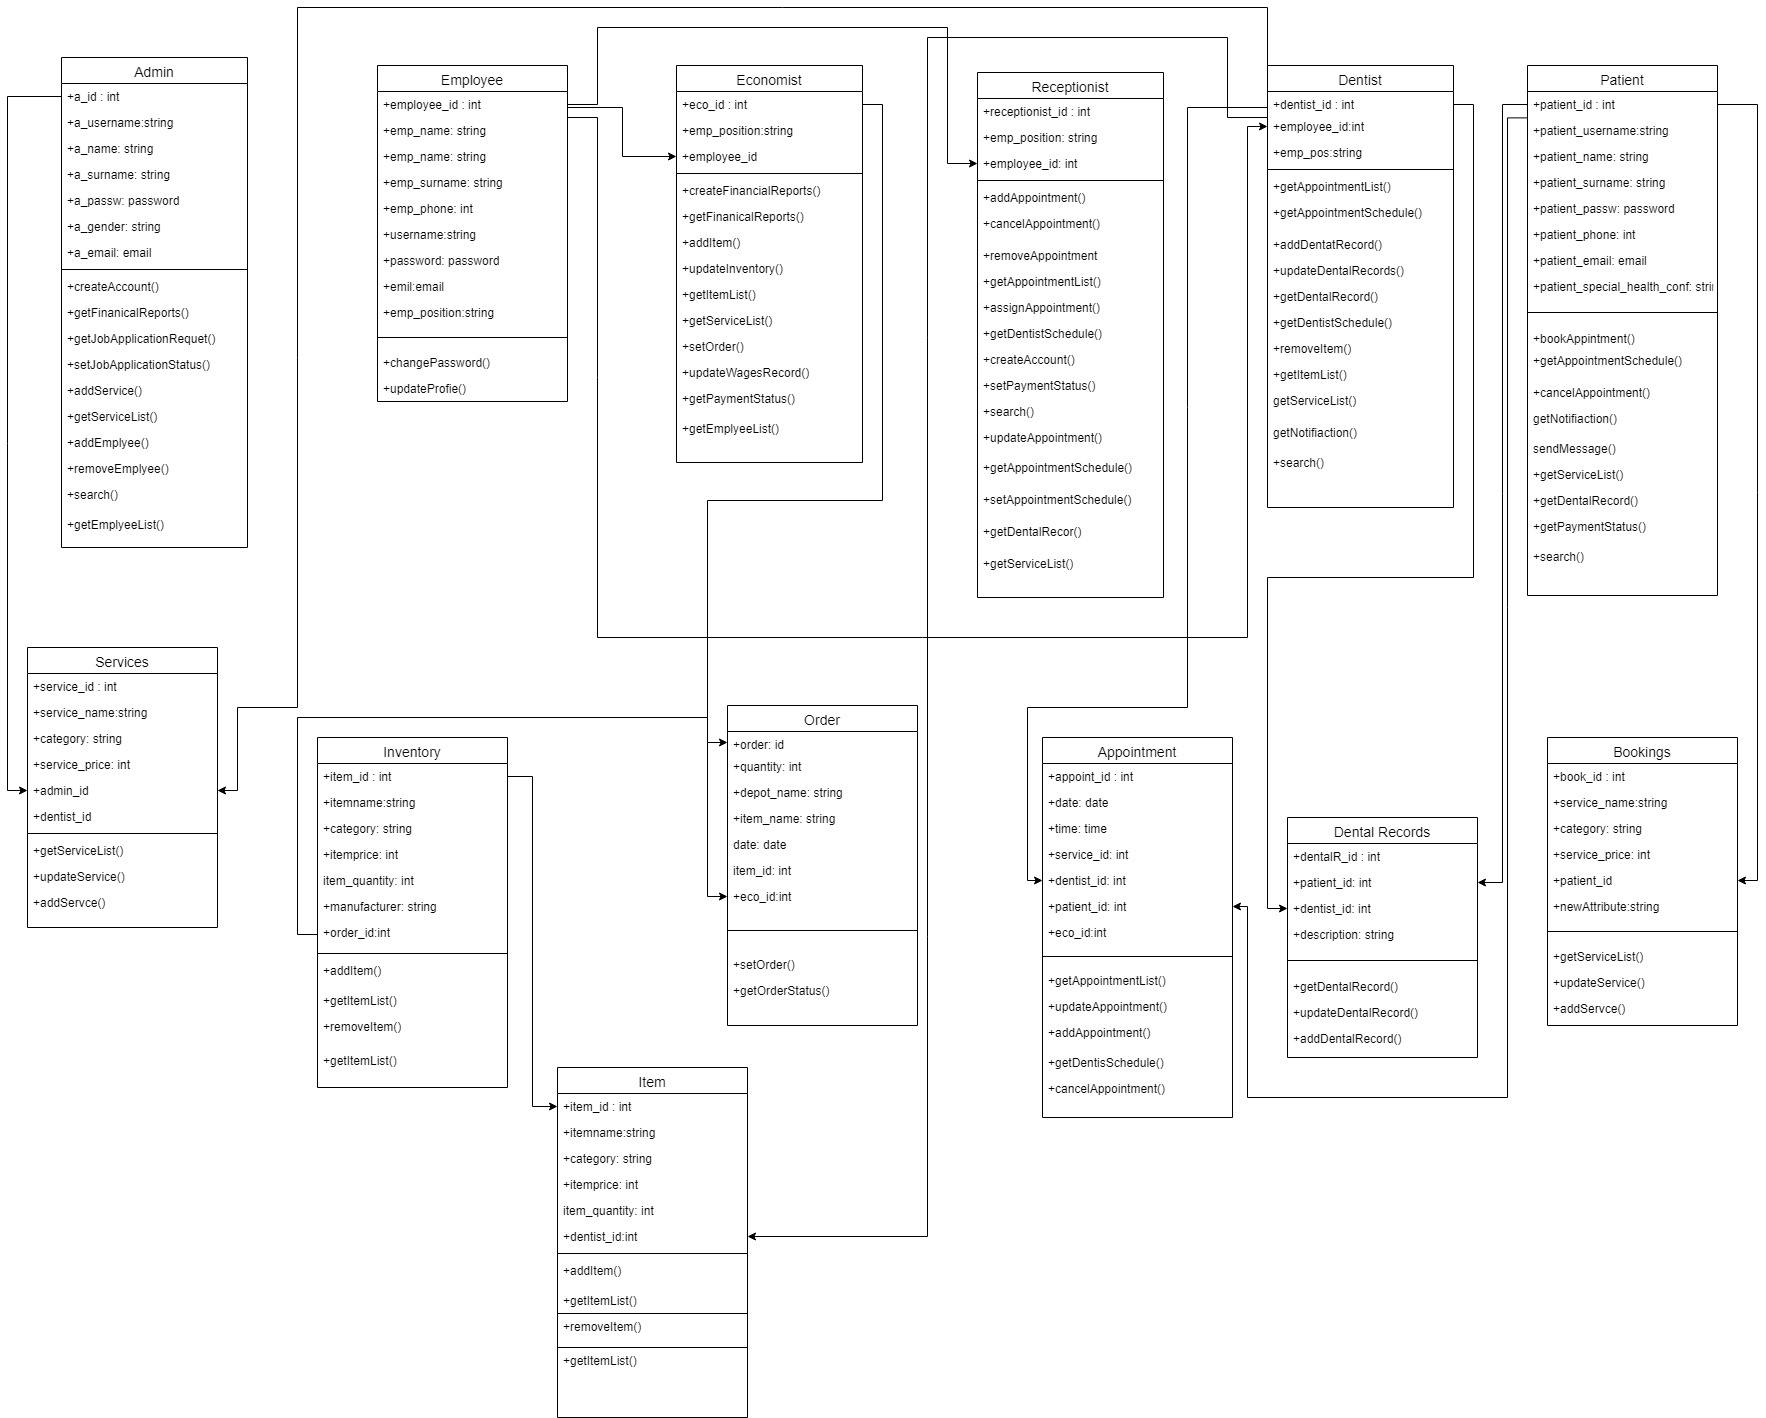 Admin
+a_id : int
+a_username:string
+a_name: string
+a_surname: string
+a_passw: password
+a_gender: string
+a_email: email
+createAccount()
+getFinanicalReports()
+getJobApplicationRequet()
+setJobApplicationStatus()
+addService()
+getServiceList()
+addEmplyee()
+removeEmplyee()
+search()
+getEmplyeeList()
Employee
+employee_id : int
+emp_name: string
+emp_name: string
+emp_surname: string
+emp_phone: int
+username:string
+password: password
+emil:email
+emp_position:string
+changePassword()
+updateProfie()
Economist
+eco_id : int
+emp_position:string
+employee_id
+createFinancialReports()
+getFinanicalReports()
+addItem()
+updateInventory()
+getItemList()
+getServiceList()
+setOrder()
+updateWagesRecord()
+getPaymentStatus()
+getEmplyeeList()
Receptionist
+receptionist_id : int
+emp_position: string
+employee_id: int
+addAppointment()
+cancelAppointment()
+removeAppointment
+getAppointmentList()
+assignAppointment()
+getDentistSchedule()
+createAccount()
+setPaymentStatus()
+search()
+updateAppointment()
+getAppointmentSchedule()
+setAppointmentSchedule()
+getDentalRecor()
+getServiceList()
Dentist
+dentist_id : int
+employee_id:int
+emp_pos:string
+getAppointmentList()
+getAppointmentSchedule()
+addDentatRecord()
+updateDentalRecords()
+getDentalRecord()
+getDentistSchedule()
+removeItem()
+getItemList()
getServiceList()
getNotifiaction()
+search()
Patient
+patient_id : int
+patient_username:string
+patient_name: string
+patient_surname: string
+patient_passw: password
+patient_phone: int
+patient_email: email
+patient_special_health_conf: stri
+bookAppintment()
+getAppointmentSchedule()
+cancelAppointment()
getNotifiaction()
sendMessage()
+getServiceList()
+getDentalRecord()
+getPaymentStatus()
+search()
Services
+service_id : int
+service_name:string
+category: string
+service_price: int
+admin_id
+dentist_id
+getServiceList()
+updateService()
+addServce()
Inventory
+item_id : int
+itemname:string
+category: string
+itemprice: int
item_quantity: int
+manufacturer: string
+order_id:int
+addItem()
+getItemList()
+removeItem()
+getItemList()
Order
+order: id
+quantity: int
+depot_name: string
+item_name: string
date: date
item_id: int
+eco_id:int
+setOrder()
+getOrderStatus()
Appointment
+appoint_id : int
+date: date
+time: time
+service_id: int
+dentist_id: int
+patient_id: int
+eco_id:int
+getAppointmentList()
+updateAppointment()
+addAppointment()
+getDentisSchedule()
+cancelAppointment()
Dental Records
+dentalR_id : int
+patient_id: int
+dentist_id: int
+description: string
+getDentalRecord()
+updateDentalRecord()
+addDentalRecord()
Bookings
+book_id : int
+service_name:string
+category: string
+service_price: int
+patient_id
+newAttribute:string
+getServiceList()
+updateService()
+addServce()
Item
+item_id : int
+itemname:string
+category: string
+itemprice: int
item_quantity: int
+dentist_id:int
+addItem()
+getItemList()
+removeItem()
+getItemList()